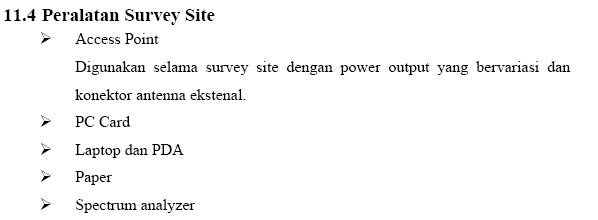 11.4 Peralatan Survey Site
➢ Access Point
Digunakan selama survey site dengan power output yang bervariasi dan
konektor antenna ekstenal.
➢ PC Card
➢ Laptop dan PDA
➢ Paper
➢ Spectrum analyzer